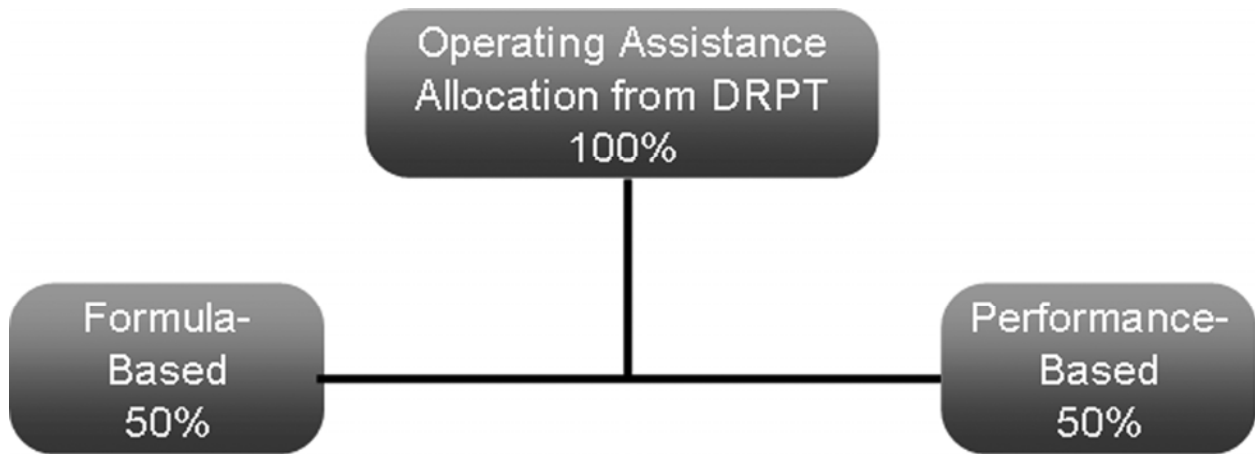 Operating Assistance
Allocation from DRPT
100%
Formula-
Based
50%
Performance-
Based
50%